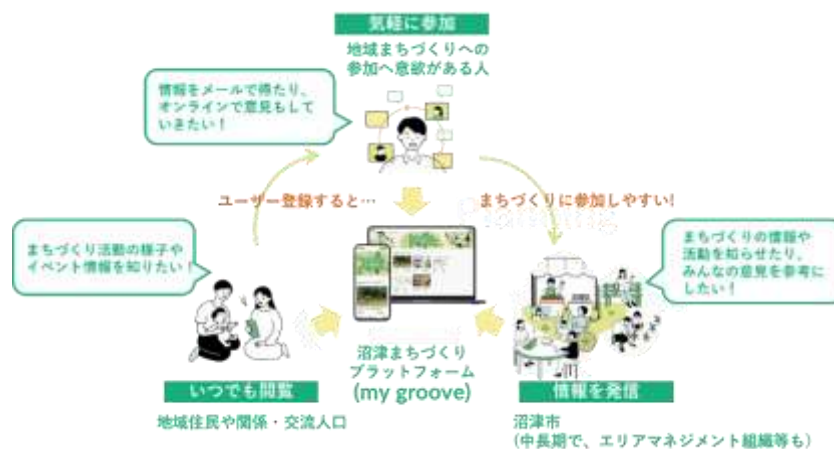 気軽に参加
地域まちづくりへの
参加へ意欲がある人
情報をメールで得たり、
オンラインで意見もして
いきたい！
ユーザー登録すると…
まちづくりに参加しやすい!
まちづくり活動の様子や
イベント情報を知りたい！
まちづくりの情報や
活動を知らせたり、
みんなの意見を参考に
したい！
沼津まちづくり
プラットフォーム
(my groove)
いつでも閲覧
地域住民や関係・交流人口
情報を発信
沼津市
(中長期で、エリアマネジメント組織等も)